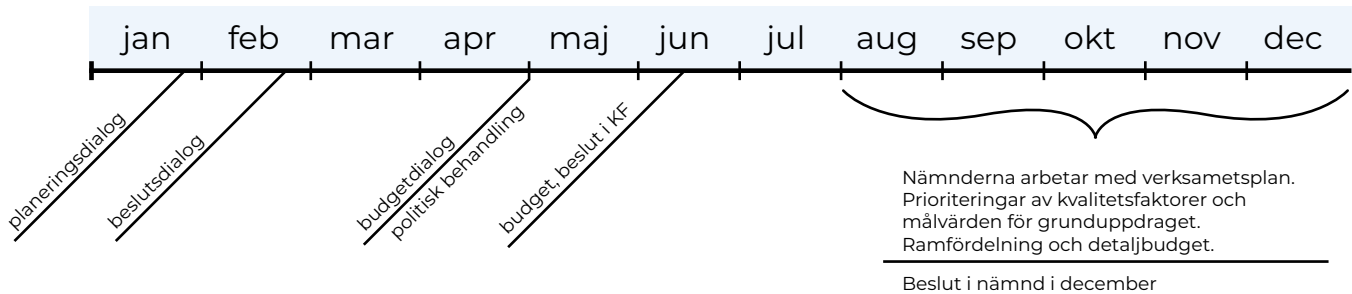 jan feb mar apr maj jun jul aug sep okt nov dec
planeringsdialog
beslutsdialog
budgetdialog
politisk behandling
budget, beslut i KF
Nämnderna arbetar med verksametsplan.
Prioriteringar av kvalitetsfaktorer och
målvärden för grunduppdraget.
Ramfördelning och detaljbudget.
Beslut i nämnd i december